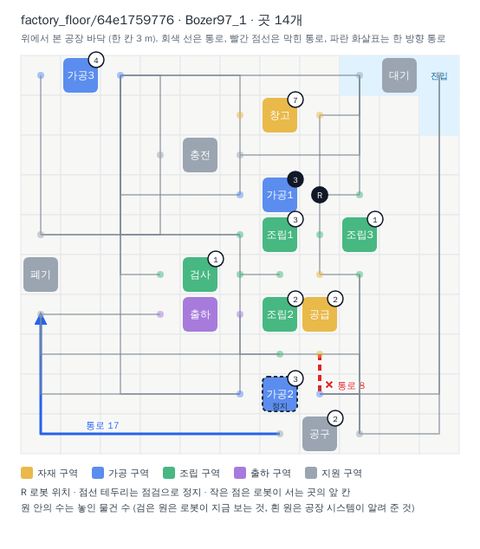 factory_floor/64e1759776 · Bozer97_1 · 곳 14개
위에서 본 공장 바닥 (한 칸 3 m). 회색 선은 통로, 빨간 점선은 막힌 통로, 파란 화살표는 한 방향 통로
가공3
4
대기
진입
창고
7
충전
가공1
3
R
조립1
3
조립3
1
폐기
검사
1
출하
조립2
2
공급
2
✕ 통로 8
가공2
3
정지
통로 17
공구
2
자재 구역
가공 구역
조립 구역
출하 구역
지원 구역
R 로봇 위치 · 점선 테두리는 점검으로 정지 · 작은 점은 로봇이 서는 곳의 앞 칸
원 안의 수는 놓인 물건 수 (검은 원은 로봇이 지금 보는 것, 흰 원은 공장 시스템이 알려 준 것)